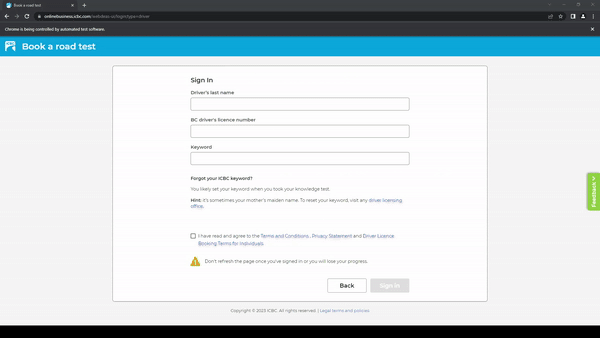 Book a road test
onlinebusiness.icbc.com/webdeas-ui/login;type=driver
Chrome is being controlled by automated test software.
Book a road test
Sign In
Driver's last name
BC driver's licence number
Keyword
Forgot your ICBC keyword?
You likely set your keyword when you took your knowledge test.
Hint: it's sometimes your mother's maiden name. To reset your keyword, visit any driver licensing
office.
I have read and agree to the Terms and Conditions , Privacy Statement and Driver Licence
Booking Terms for Individuals.
Don't refresh the page once you've signed in or you will lose your progress.
Back
Sign in
Feedback
Copyright © 2023 ICBC. All rights reserved. | Legal terms and policies